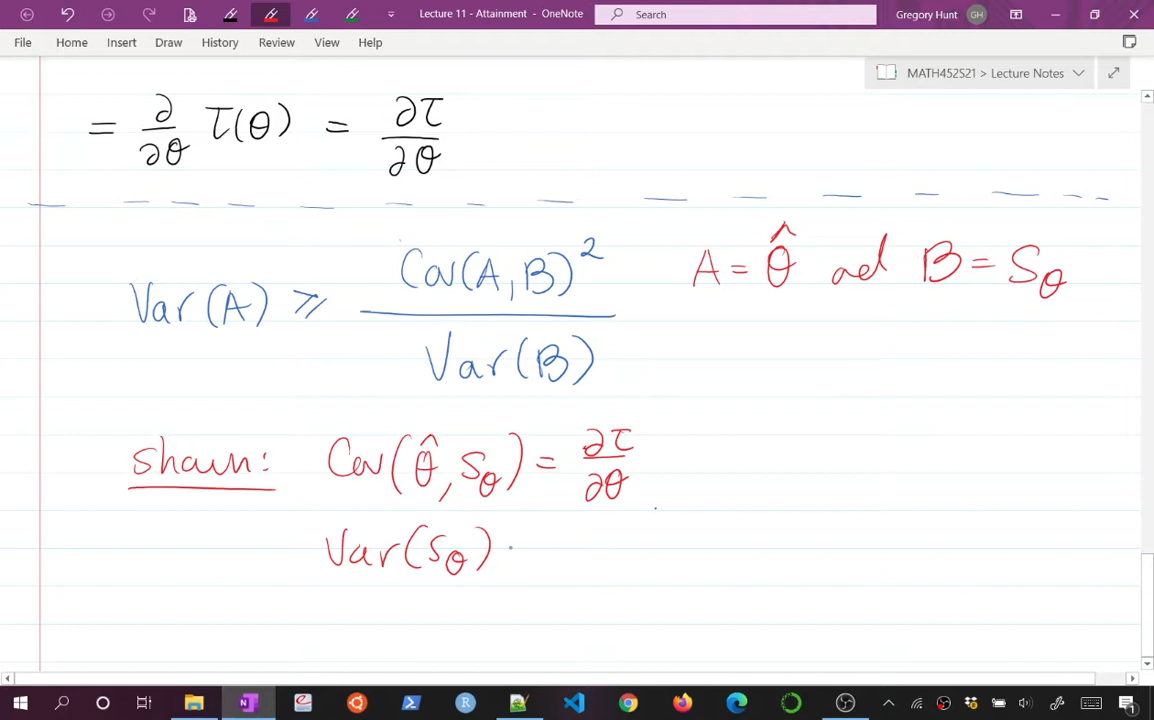 Lecture 11 - Attainment - OneNote
Search
Gregory Hunt GH
File Home Insert Draw History Review View Help
MATH452S21 > Lecture Notes
= ∂/∂θ τ(θ) = ∂τ/∂θ
Var(A) ⩾ Cov(A,B)² / Var(B)
A = θ̂ and B = S_θ
shown: Cov(θ̂, S_θ) = ∂τ/∂θ
Var(S_θ)